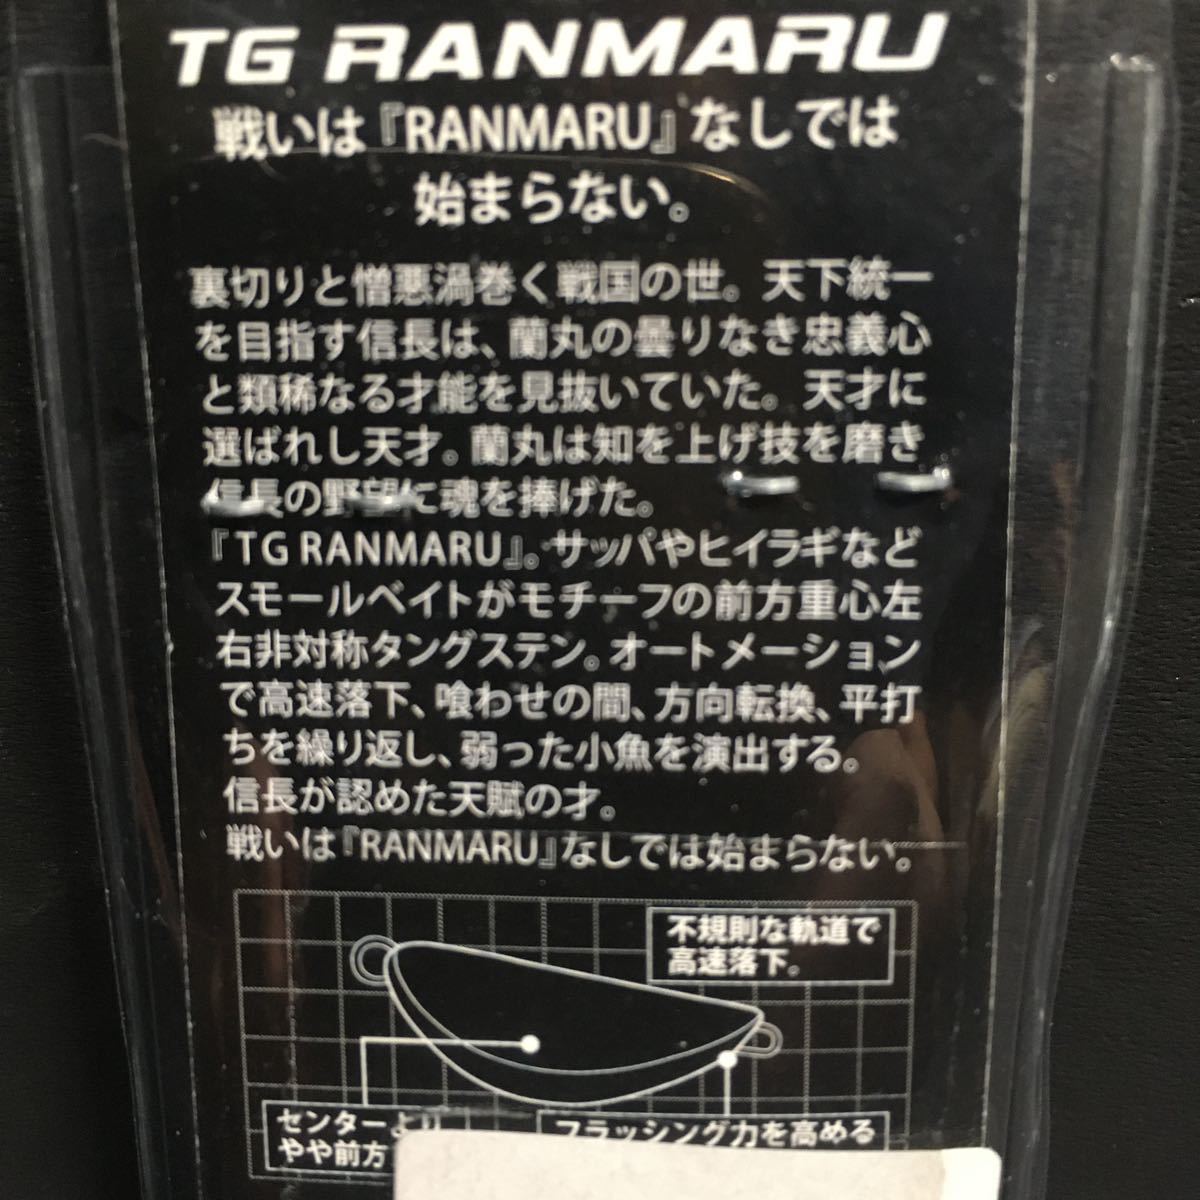 TG RANMARU
戦いは『RANMARU』なしでは
始まらない。
裏切りと憎悪渦巻く戦国の世。天下統一
を目指す信長は、蘭丸の曇りなき忠義心
と類稀なる才能を見抜いていた。天才に
選ばれし天才。蘭丸は知を上げ技を磨き
信長の野望に魂を捧げた。
『TG RANMARU』。サッパやヒイラギなど
スモールベイトがモチーフの前方重心左
右非対称タングステン。オートメーション
で高速落下、喰わせの間、方向転換、平打
ちを繰り返し、弱った小魚を演出する。
信長が認めた天賦の才。
戦いは『RANMARU』なしでは始まらない。
不規則な軌道で
高速落下。
センターより
やや前方
フラッシング力を高める